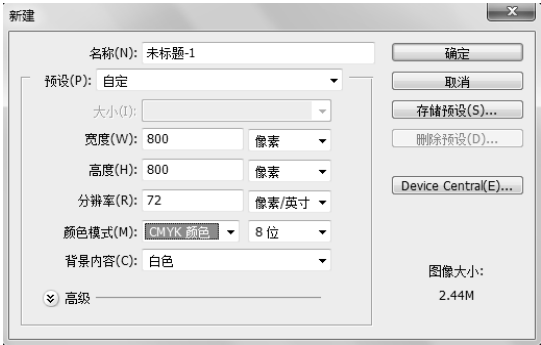 新建
名称(N): 未标题-1 确定
预设(P): 自定 取消
大小(I): 存储预设(S)...
宽度(W): 800 像素 删除预设(D)...
高度(H): 800 像素
分辨率(R): 72 像素/英寸 Device Central(E)...
颜色模式(M): CMYK 颜色 8 位
背景内容(C): 白色 图像大小:
高级 2.44M